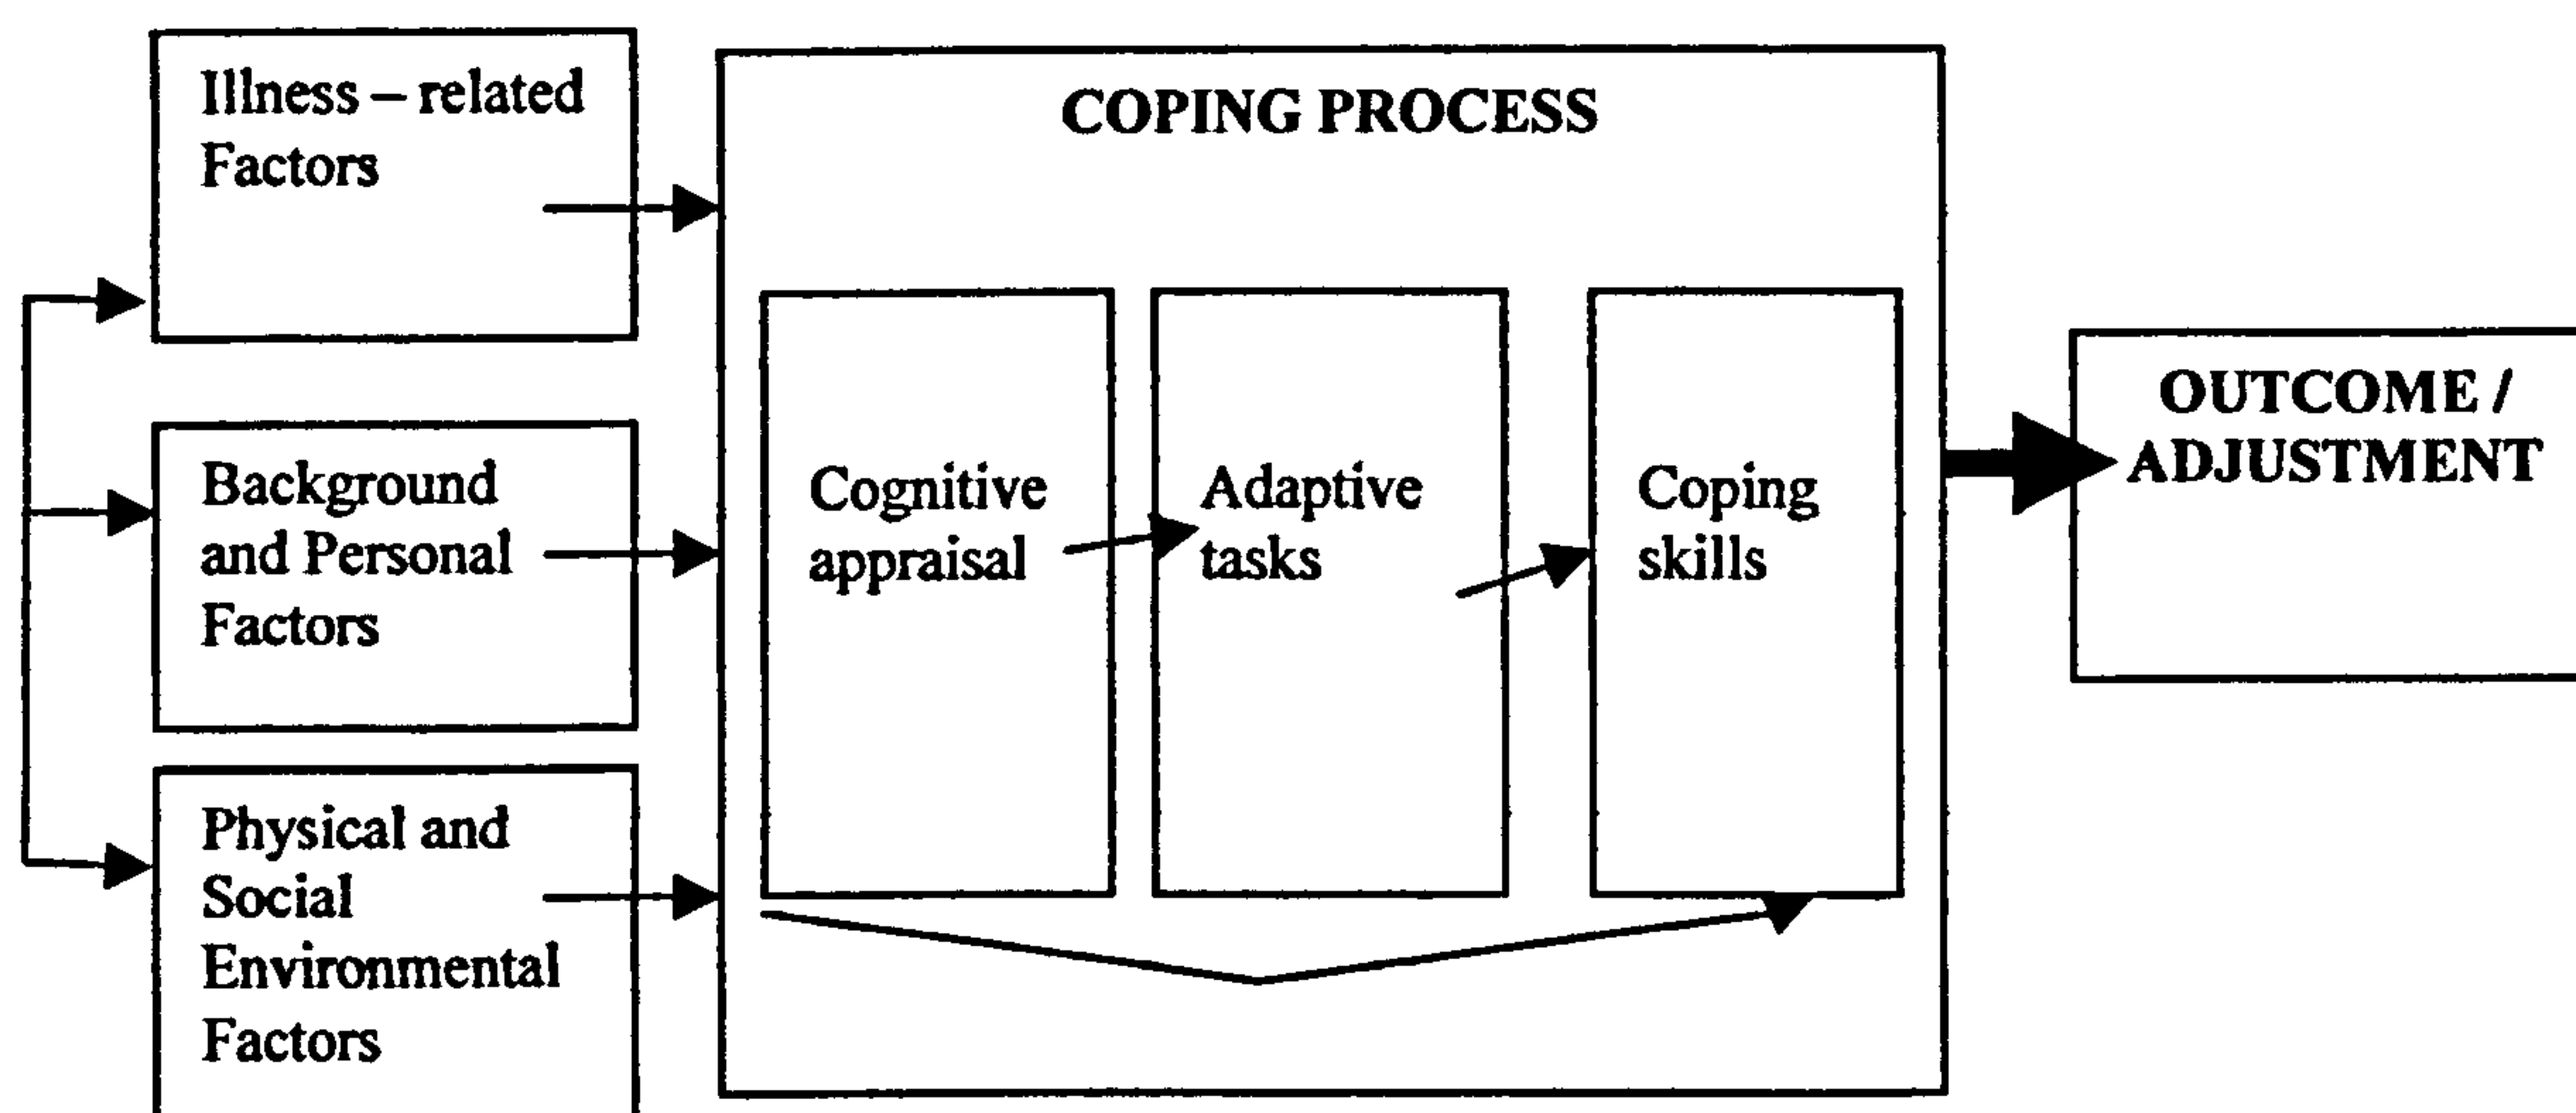 Illness – related
Factors
COPING PROCESS
Background
and Personal
Factors
Physical and
Social
Environmental
Factors
Cognitive
appraisal
Adaptive
tasks
Coping
skills
OUTCOME /
ADJUSTMENT